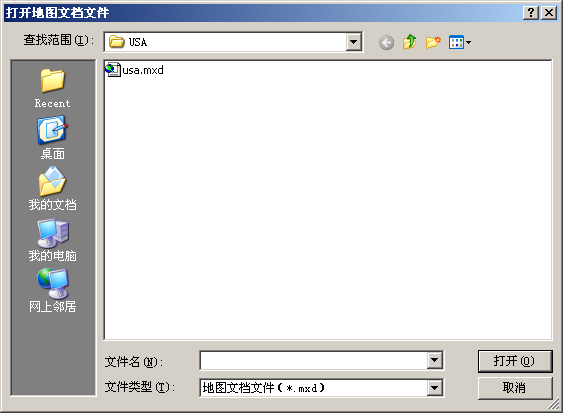 打开地图文档文件
查找范围(I):
USA
usa.mxd
Recent
桌面
我的文档
我的电脑
网上邻居
文件名(N):
打开(O)
文件类型(T):
地图文档文件(*.mxd)
取消